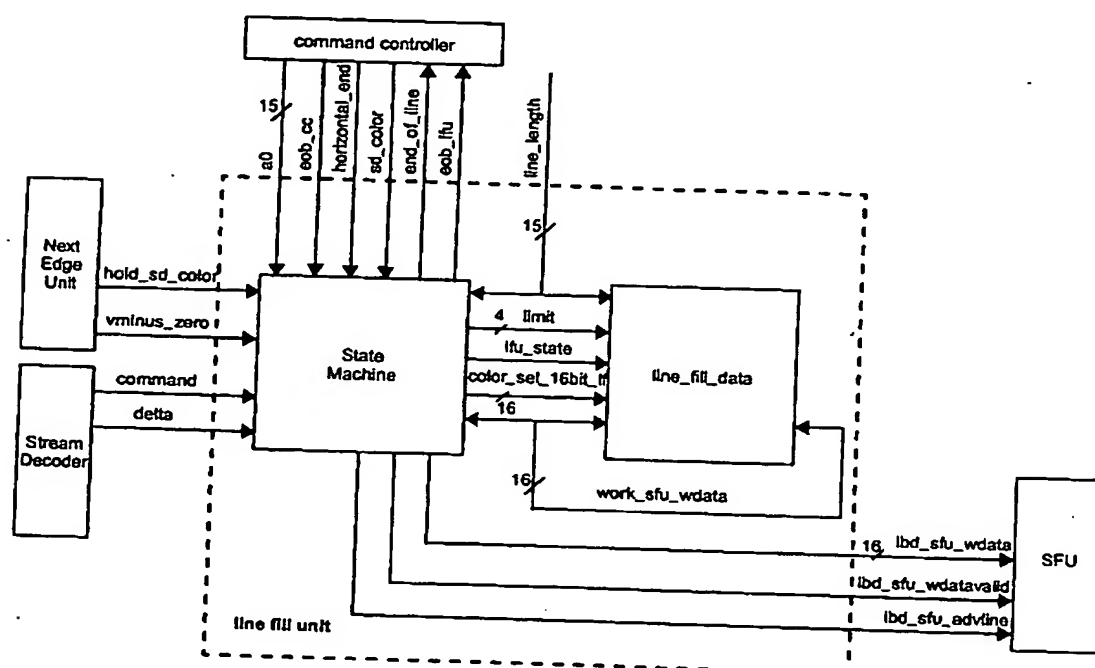 command controller
15
a0
eob_cc
horizontal_end
sd_color
end_of_line
eob_lfu
line_length
15
Next
Edge
Unit
hold_sd_color
vminus_zero
Stream
Decoder
command
delta
State
Machine
4
limit
lfu_state
color_sel_16bit_lf
16
line_fill_data
16
work_sfu_wdata
16
lbd_sfu_wdata
lbd_sfu_wdatavalid
lbd_sfu_advline
SFU
line fill unit